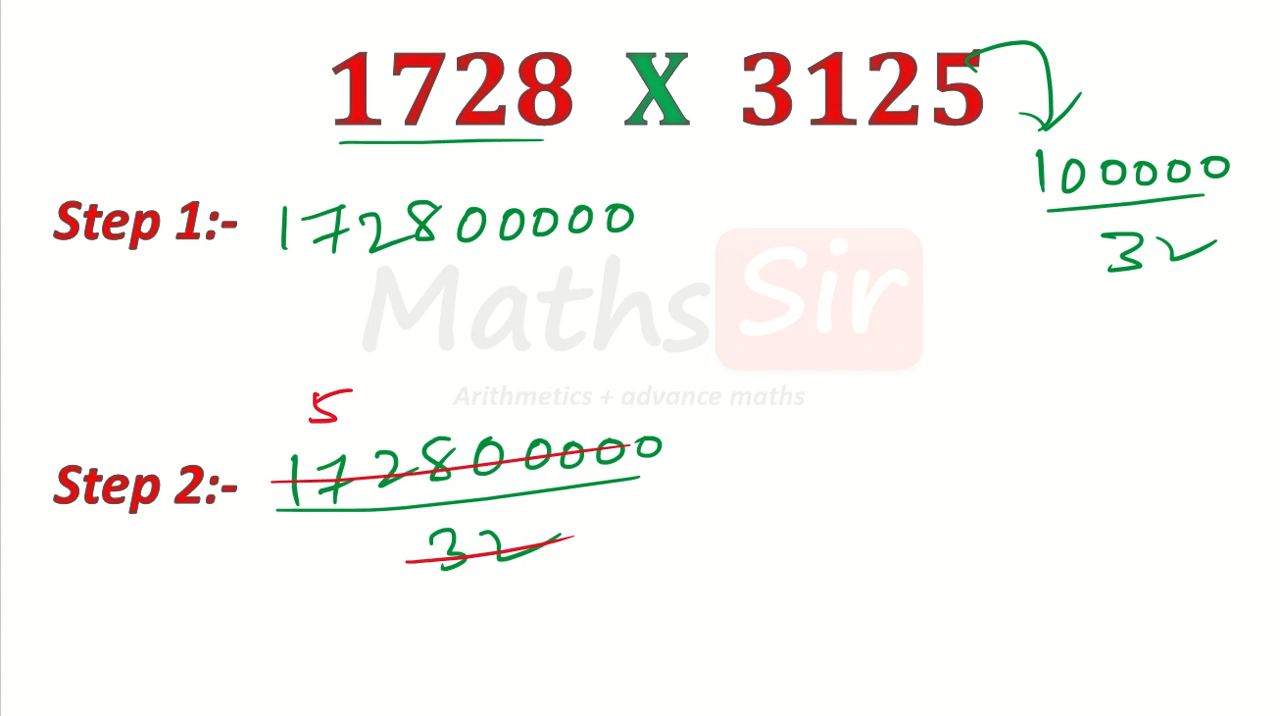 1728 X 3125
100000
32
Step 1:- 172800000
Maths Sir
Arithmetics + advance maths
5
Step 2:- 172800000
32